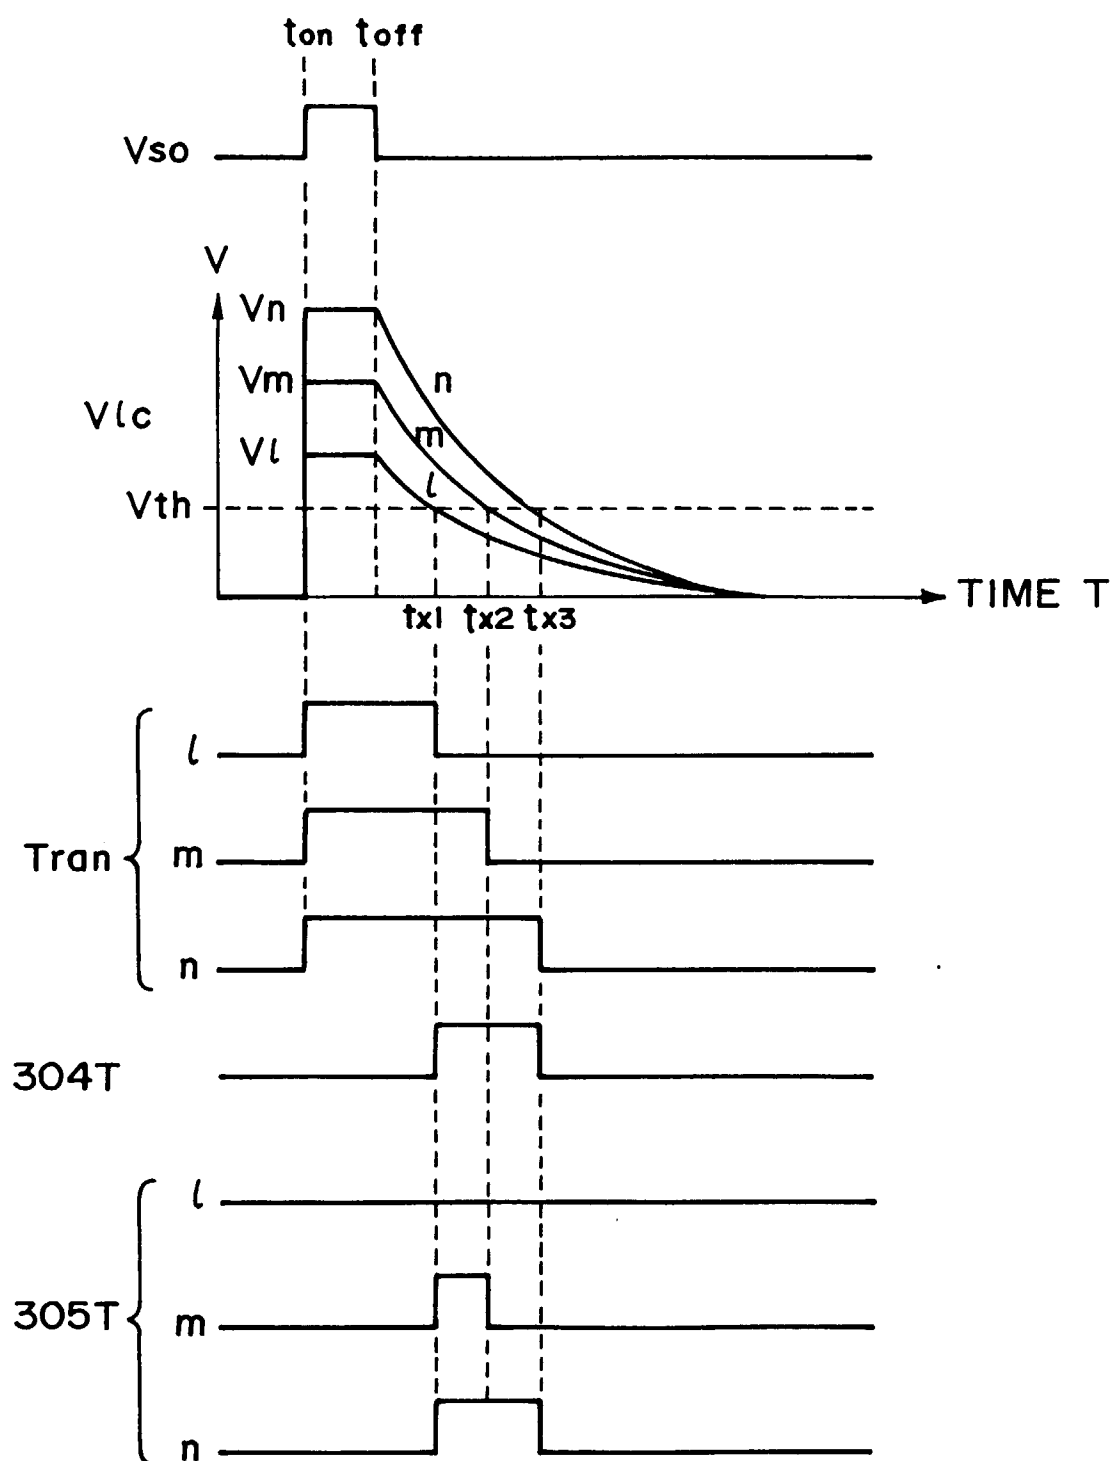 ton toff
Vso
V
Vn
n
Vm
Vlc
m
Vl
l
Vth
TIME T
tx1 tx2 tx3
l
Tran m
n
304T
l
305T m
n